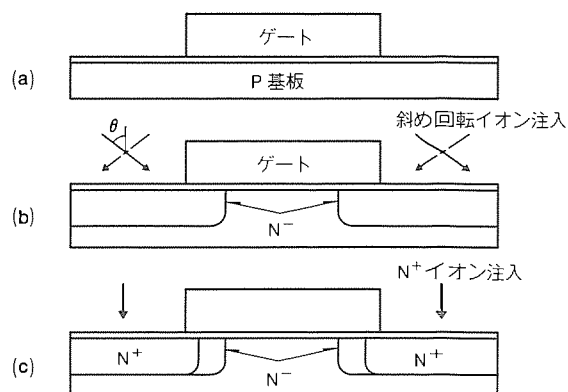 ゲート
(a)
P 基板
θ
斜め回転イオン注入
ゲート
(b)
N⁻
N⁺イオン注入
N⁺
N⁺
(c)
N⁻